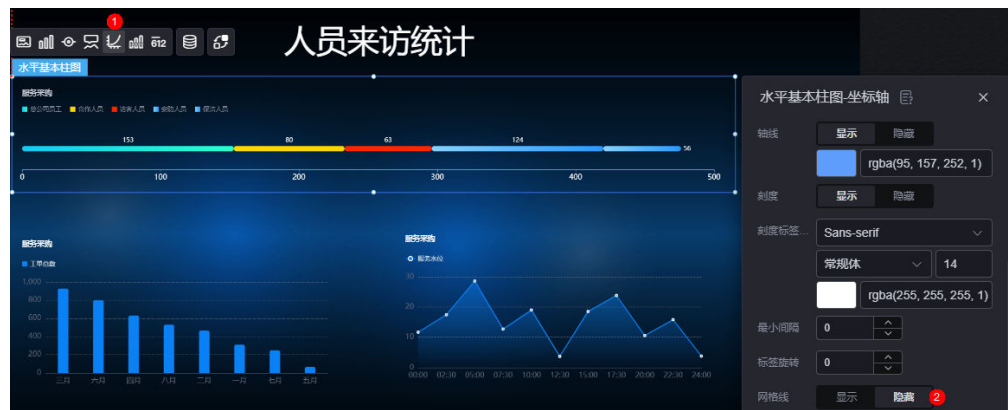 1
612
人员来访统计
水平基本柱图
服务采购
总公司员工 合作人员 访客人员 安防人员 保洁人员
153 80 63 124 56
0 100 200 300 400 500
服务采购
工单总数
1,000
800
600
400
200
0
三月 六月 四月 八月 二月 一月 七月 五月
服务采购
服务水位
30
20
10
0
00:00 02:30 05:00 07:30 10:00 12:30 15:00 17:30 20:00 22:30 24:00
水平基本柱图-坐标轴
轴线 显示 隐藏
rgba(95, 157, 252, 1)
刻度 显示 隐藏
刻度标签... Sans-serif
常规体 14
rgba(255, 255, 255, 1)
最小间隔 0
标签旋转 0
网格线 显示 隐藏 2